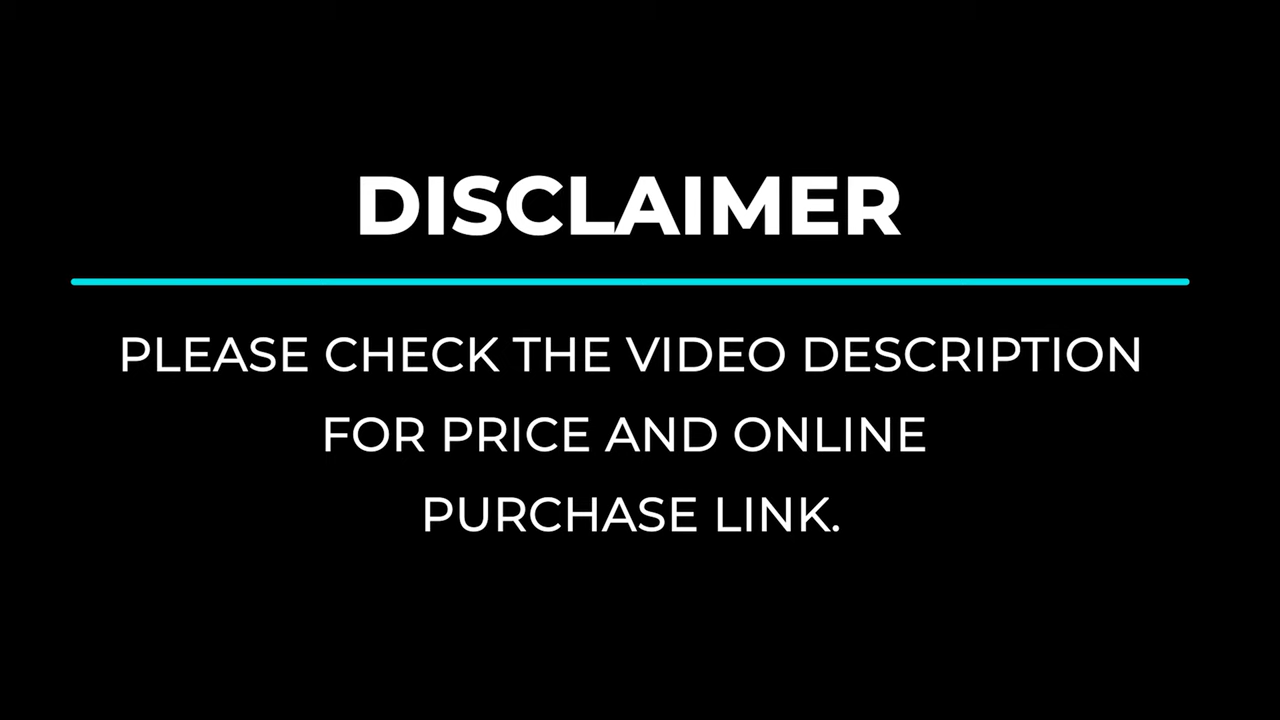 DISCLAIMER
PLEASE CHECK THE VIDEO DESCRIPTION
FOR PRICE AND ONLINE
PURCHASE LINK.